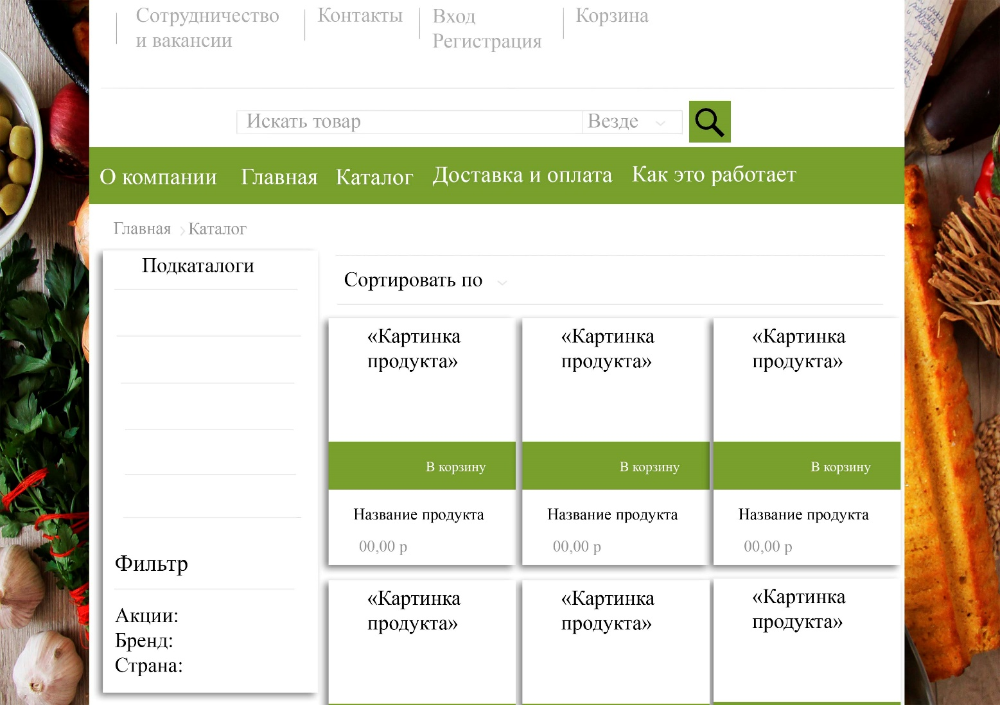 Сотрудничество
и вакансии
Контакты
Вход
Регистрация
Корзина
Искать товар
Везде
О компании
Главная
Каталог
Доставка и оплата
Как это работает
Главная
Каталог
Подкаталоги
Сортировать по
«Картинка
продукта»
«Картинка
продукта»
«Картинка
продукта»
В корзину
В корзину
В корзину
Название продукта
Название продукта
Название продукта
00,00 р
00,00 р
00,00 р
Фильтр
Акции:
Бренд:
Страна:
«Картинка
продукта»
«Картинка
продукта»
«Картинка
продукта»